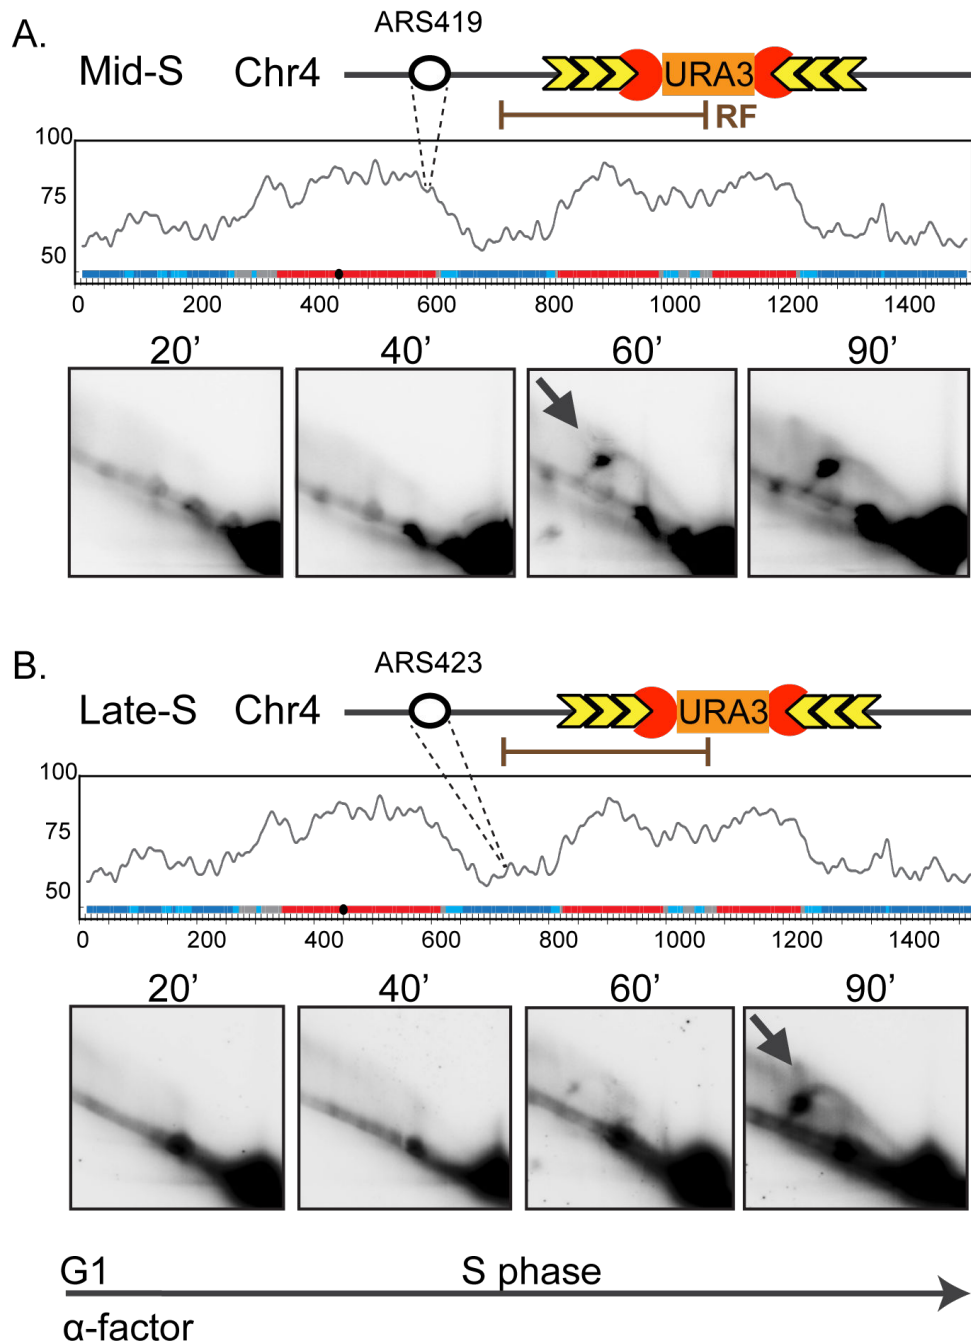 A.
ARS419
Mid-S Chr4 URA3
RF
100
75
50
0 200 400 600 800 1000 1200 1400
20’ 40’ 60’ 90’
B.
ARS423
Late-S Chr4 URA3
100
75
50
0 200 400 600 800 1000 1200 1400
20’ 40’ 60’ 90’
G1 S phase
α-factor